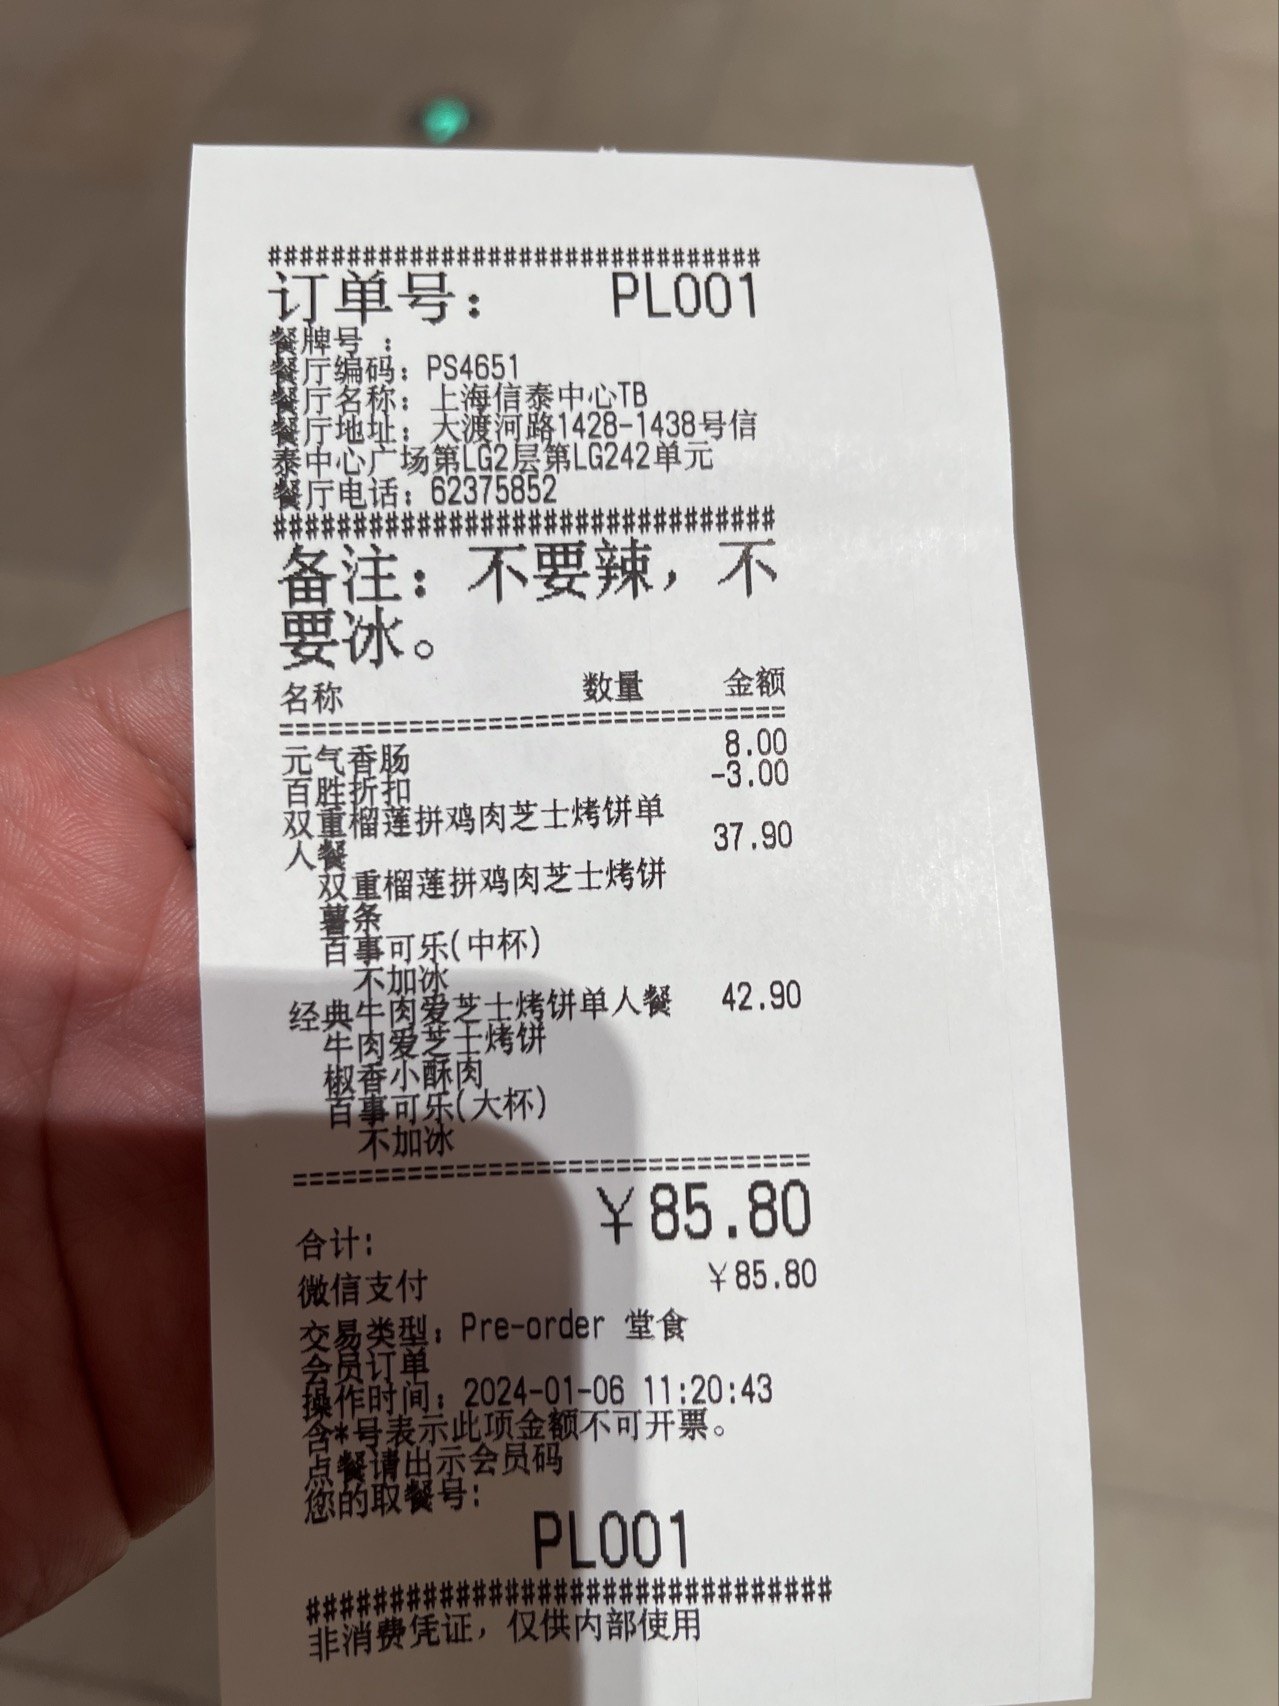 ################################
订单号： PL001
餐牌号 ：
餐厅编码：PS4651
餐厅名称：上海信泰中心TB
餐厅地址：大渡河路1428-1438号信
泰中心广场第LG2层第LG242单元
餐厅电话：62375852
################################
备注：不要辣，不
要冰。
名称 数量 金额
================================
元气香肠 8.00
百胜折扣 -3.00
双重榴莲拼鸡肉芝士烤饼单
人餐 37.90
双重榴莲拼鸡肉芝士烤饼
薯条
百事可乐(中杯)
不加冰
经典牛肉爱芝士烤饼单人餐 42.90
牛肉爱芝士烤饼
椒香小酥肉
百事可乐(大杯)
不加冰
================================
合计: ￥85.80
微信支付 ￥85.80
交易类型：Pre-order 堂食
会员订单
操作时间：2024-01-06 11:20:43
含*号表示此项金额不可开票。
点餐请出示会员码
您的取餐号:
PL001
################################
非消费凭证，仅供内部使用